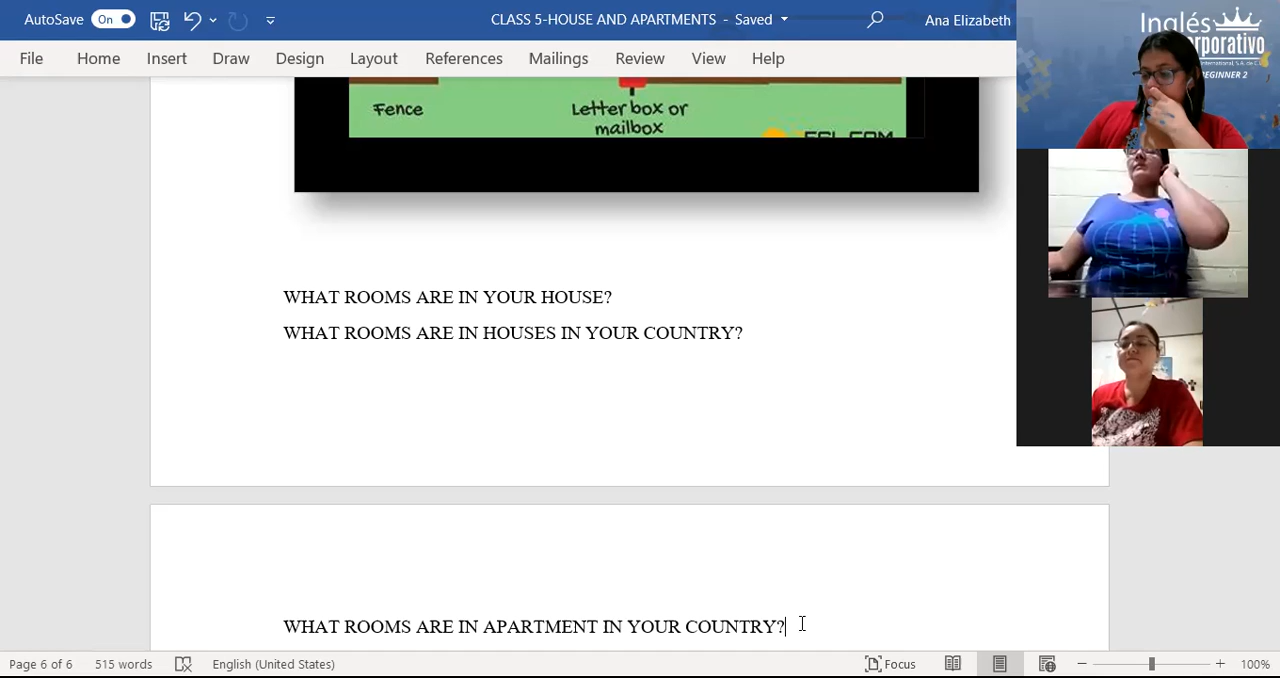 AutoSave On CLASS 5-HOUSE AND APARTMENTS - Saved Ana Elizabeth
File Home Insert Draw Design Layout Mailings References Review View Help
Inglés
BEGINNER 2
Fence
Letter box or
mailbox
WHAT ROOMS ARE IN YOUR HOUSE?
WHAT ROOMS ARE IN HOUSES IN YOUR COUNTRY?
WHAT ROOMS ARE IN APARTMENT IN YOUR COUNTRY?
Page 6 of 6 515 words English (United States) Focus 100%